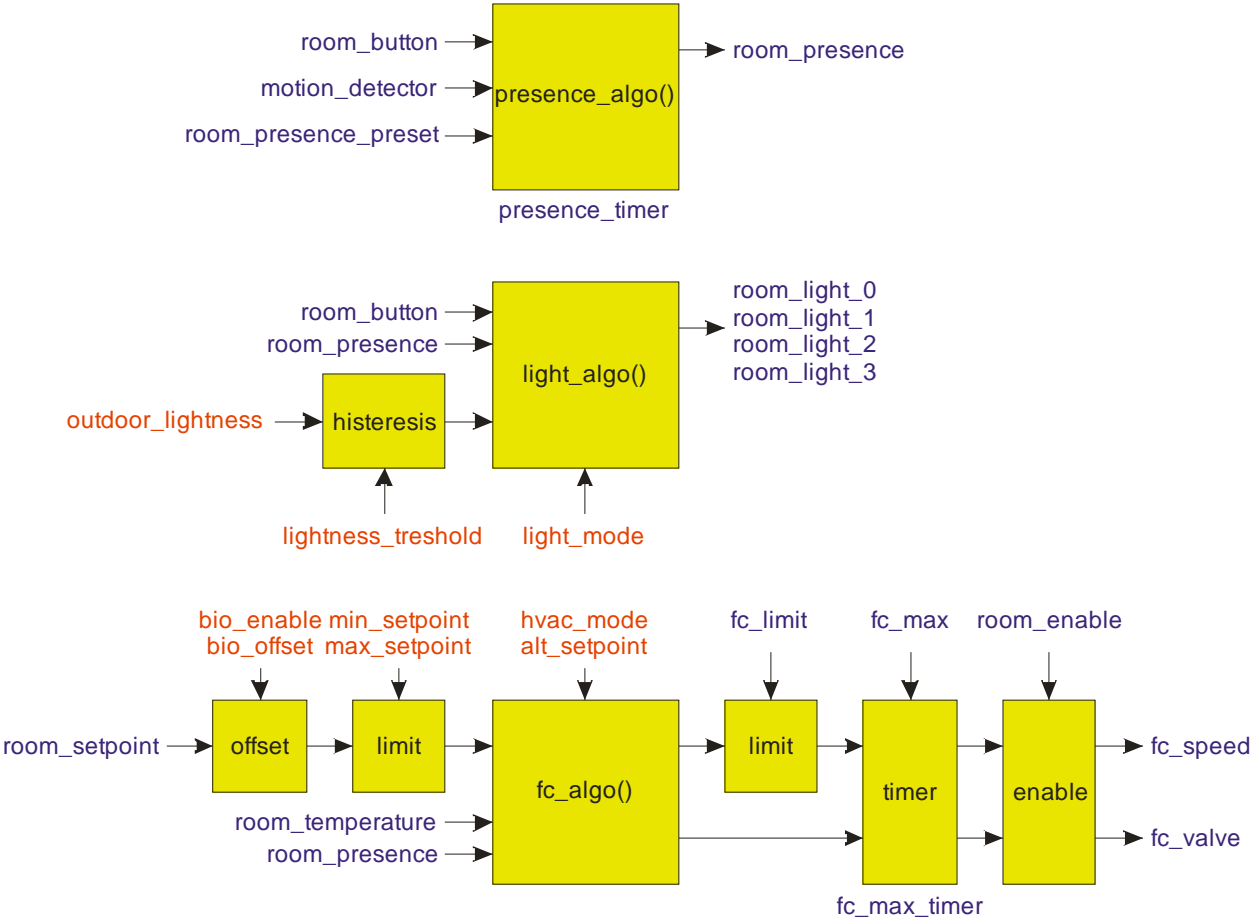 room_button
room_presence
motion_detector
presence_algo()
room_presence_preset
presence_timer
room_light_0
room_button
room_light_1
room_presence
room_light_2
light_algo()
room_light_3
outdoor_lightness
histeresis
lightness_treshold
light_mode
bio_enable
bio_offset
min_setpoint
max_setpoint
hvac_mode
alt_setpoint
fc_limit
fc_max
room_enable
room_setpoint
offset
limit
fc_algo()
limit
timer
enable
fc_speed
room_temperature
room_presence
fc_valve
fc_max_timer